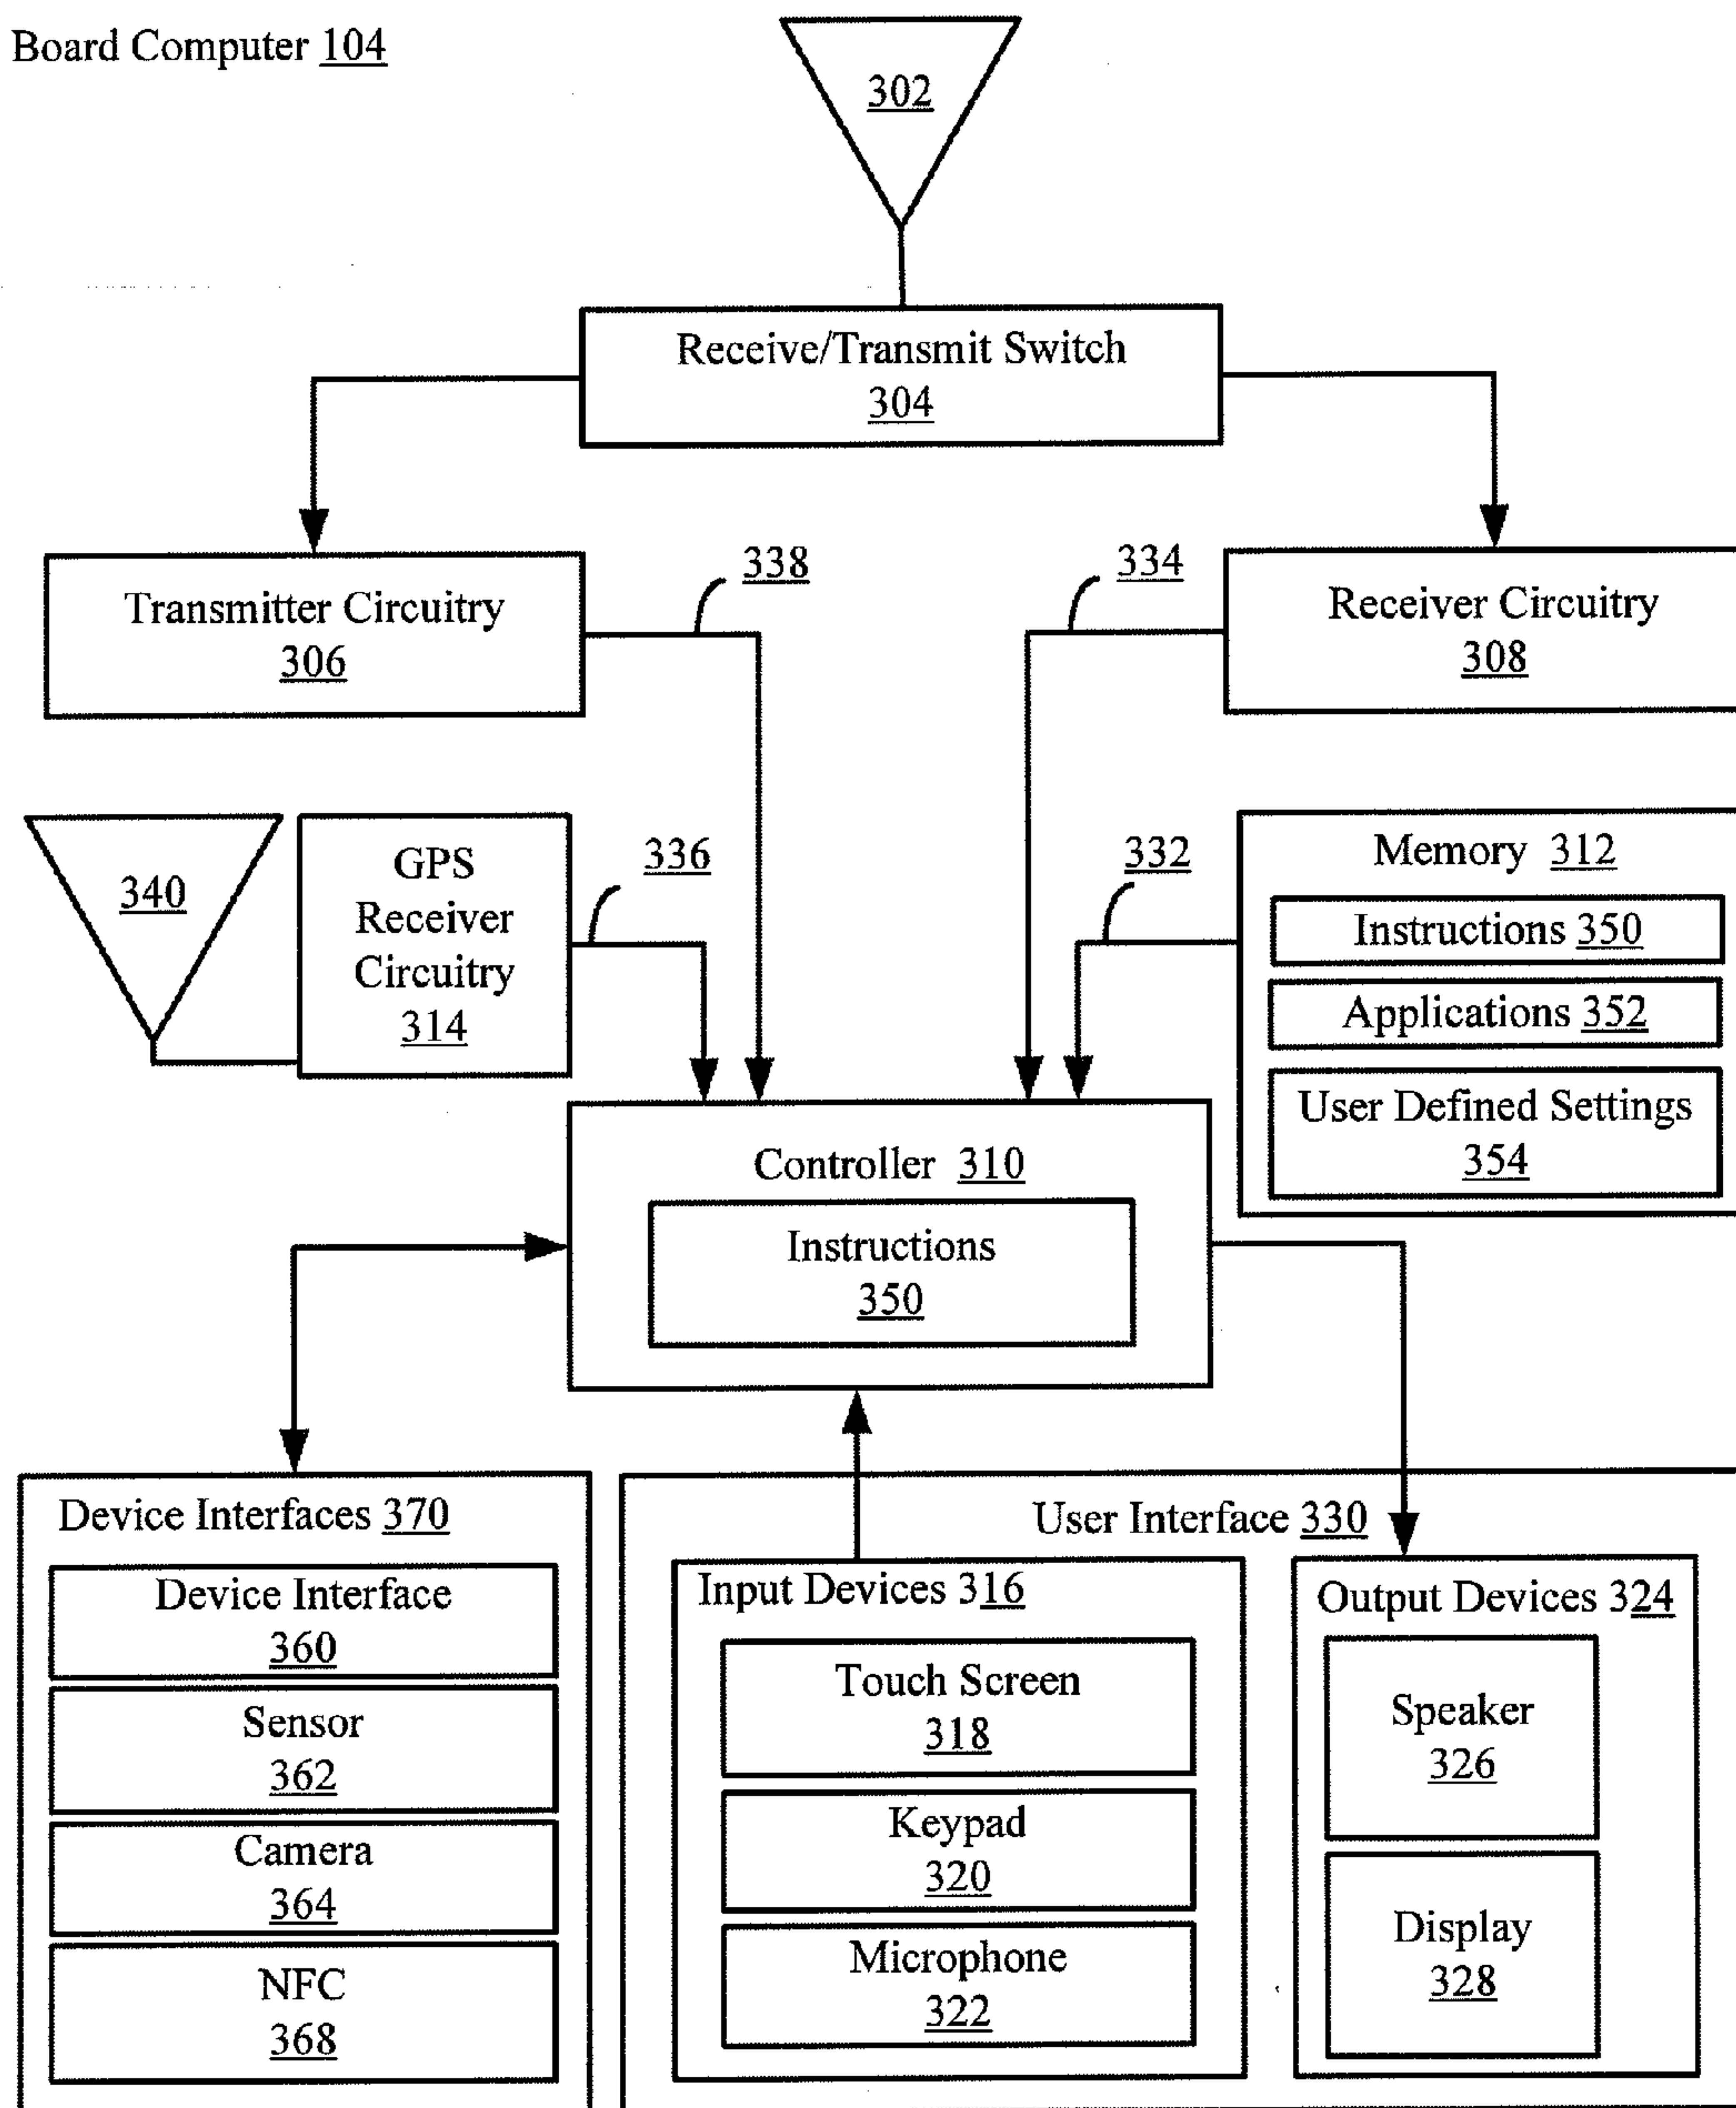 Board Computer 104
302
Receive/Transmit Switch
304
338
334
Transmitter Circuitry
306
Receiver Circuitry
308
340
GPS
Receiver
Circuitry
314
336
332
Memory 312
Instructions 350
Applications 352
User Defined Settings
354
Controller 310
Instructions
350
Device Interfaces 370
Device Interface
360
Sensor
362
Camera
364
NFC
368
User Interface 330
Input Devices 316
Touch Screen
318
Keypad
320
Microphone
322
Output Devices 324
Speaker
326
Display
328